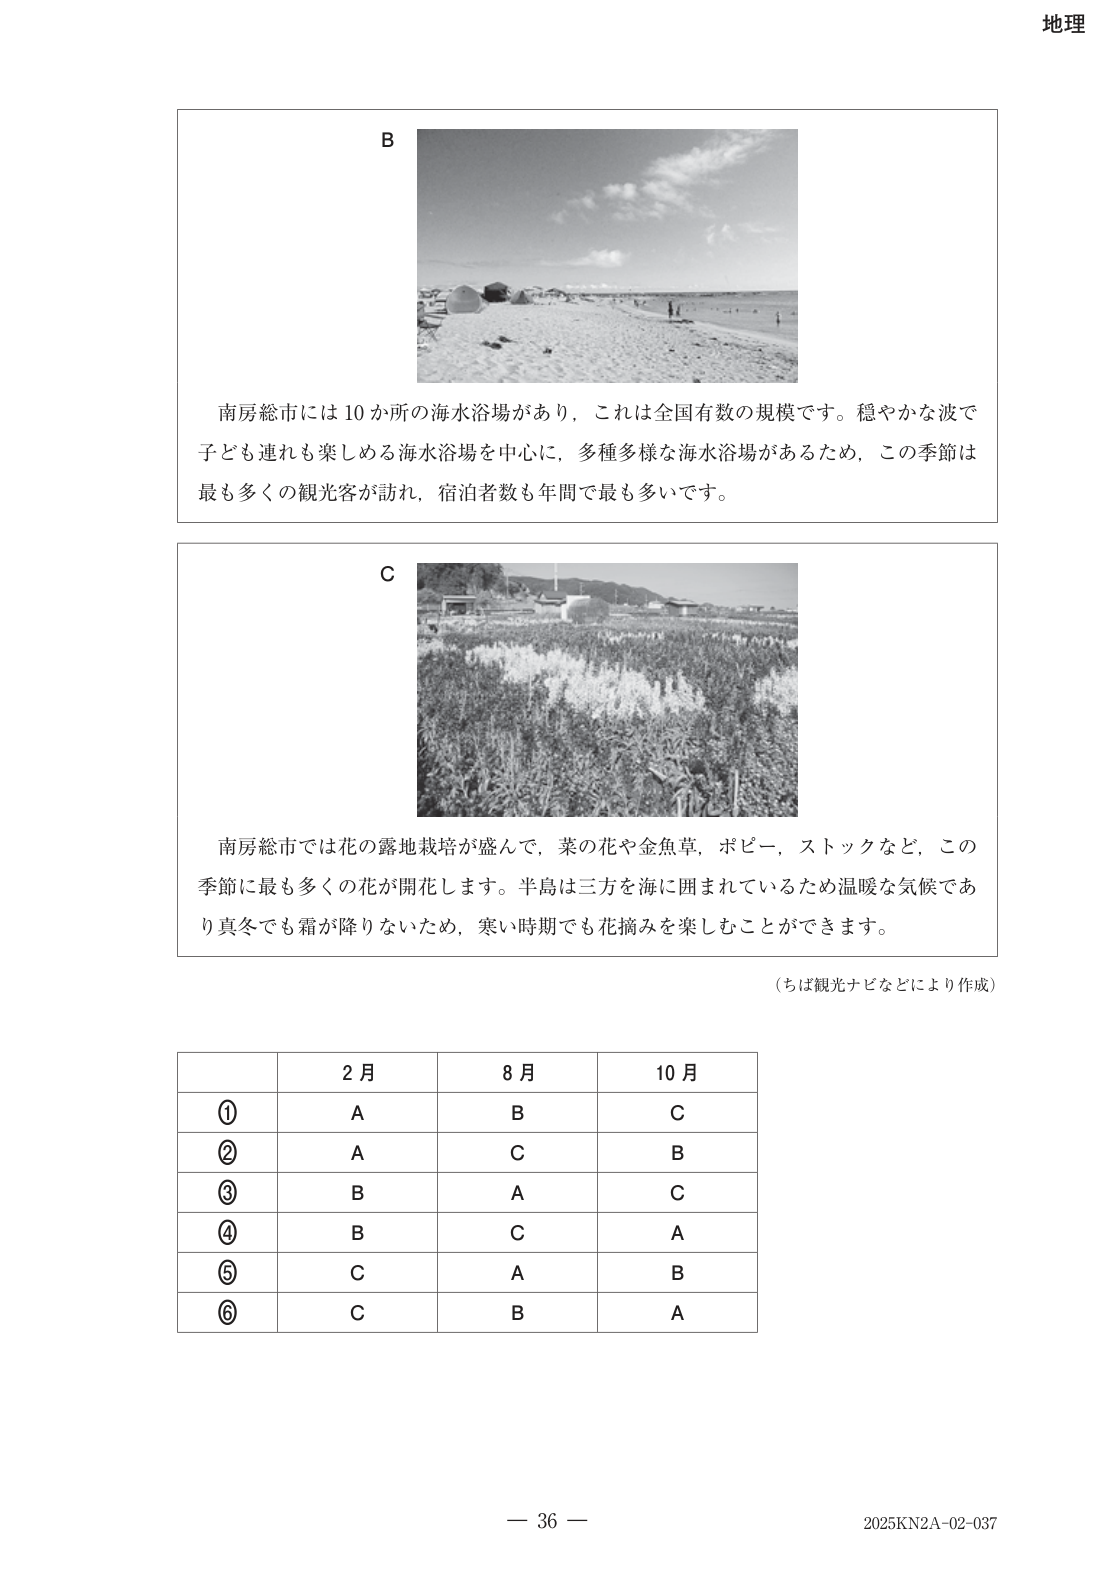 地理
B
南房総市には 10 か所の海水浴場があり，これは全国有数の規模です。穏やかな波で
子ども連れも楽しめる海水浴場を中心に，多種多様な海水浴場があるため，この季節は
最も多くの観光客が訪れ，宿泊者数も年間で最も多いです。
C
南房総市では花の露地栽培が盛んで，菜の花や金魚草，ポピー，ストックなど，この
季節に最も多くの花が開花します。半島は三方を海に囲まれているため温暖な気候であ
り真冬でも霜が降りないため，寒い時期でも花摘みを楽しむことができます。
（ちば観光ナビなどにより作成）
2 月 8 月 10 月
① A B C
② A C B
③ B A C
④ B C A
⑤ C A B
⑥ C B A
― 36 ―
2025KN2A-02-037